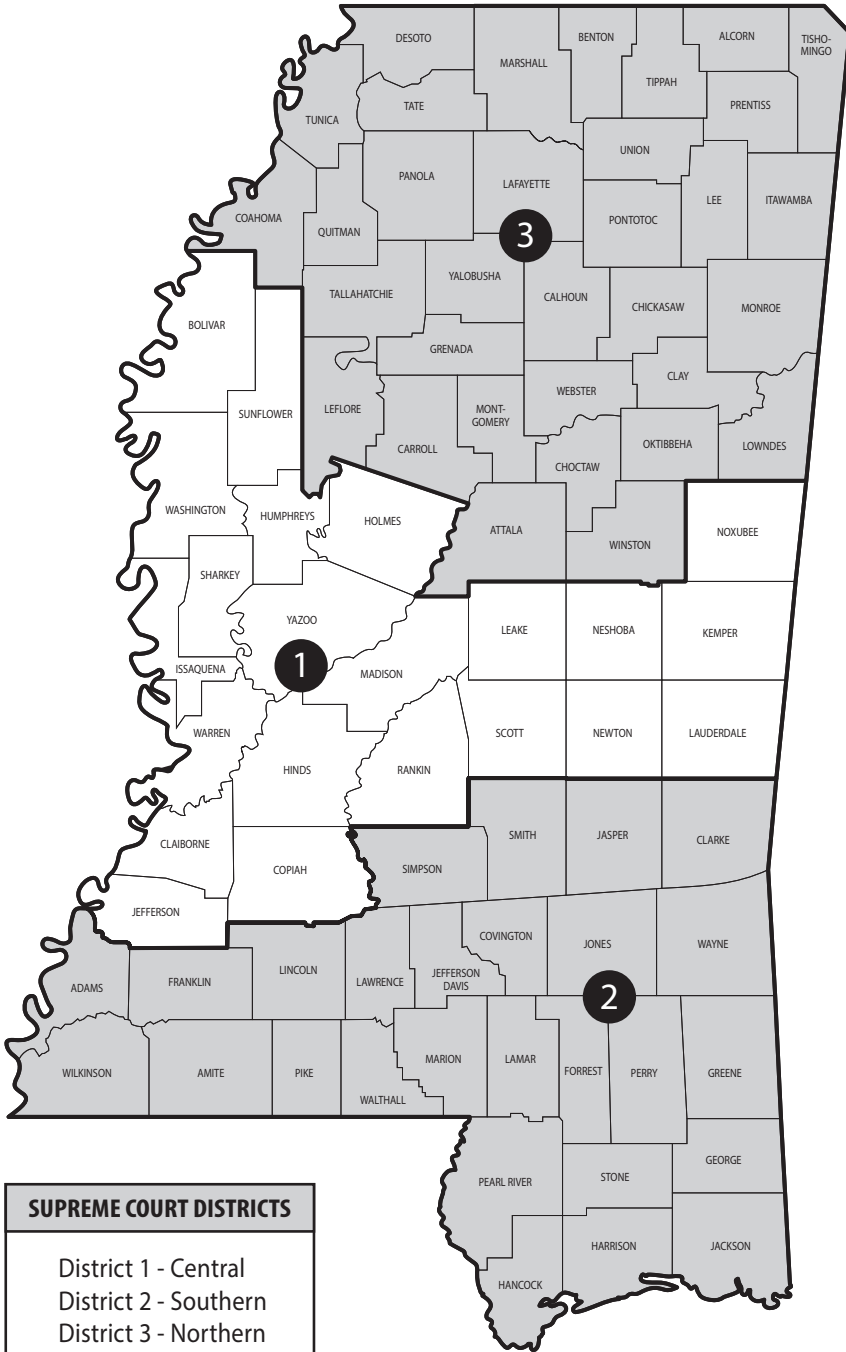 DESOTO
BENTON
ALCORN
TISHO-
MINGO
MARSHALL
TIPPAH
TATE
PRENTISS
TUNICA
UNION
PANOLA
LAFAYETTE
LEE
ITAWAMBA
COAHOMA
QUITMAN
PONTOTOC
3
YALOBUSHA
TALLAHATCHIE
CALHOUN
CHICKASAW
MONROE
BOLIVAR
GRENADA
CLAY
WEBSTER
SUNFLOWER
LEFLORE
MONT-
GOMERY
CARROLL
OKTIBBEHA
LOWNDES
CHOCTAW
WASHINGTON
HUMPHREYS
HOLMES
ATTALA
NOXUBEE
WINSTON
SHARKEY
YAZOO
LEAKE
NESHOBA
KEMPER
1
ISSAQUENA
MADISON
WARREN
SCOTT
NEWTON
LAUDERDALE
HINDS
RANKIN
CLAIBORNE
SMITH
JASPER
CLARKE
COPIAH
SIMPSON
JEFFERSON
COVINGTON
JONES
WAYNE
LINCOLN
LAWRENCE
JEFFERSON
DAVIS
FRANKLIN
ADAMS
2
WILKINSON
AMITE
PIKE
MARION
LAMAR
FORREST
PERRY
GREENE
WALTHALL
GEORGE
PEARL RIVER
STONE
HARRISON
JACKSON
HANCOCK
SUPREME COURT DISTRICTS
District 1 - Central
District 2 - Southern
District 3 - Northern